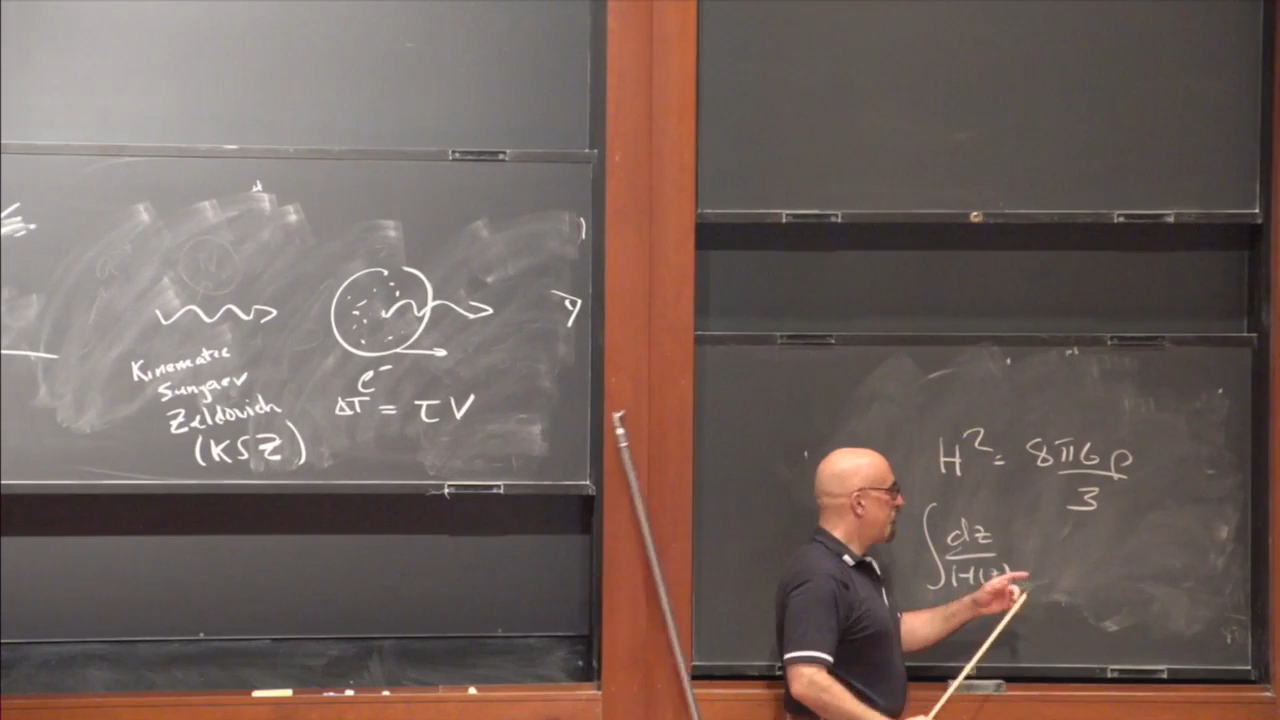 Kinematic
Sunyaev
Zeldovich
(KSZ)
e⁻
ΔT = τV
H² = 8πGρ/3
∫ dz/H(z)